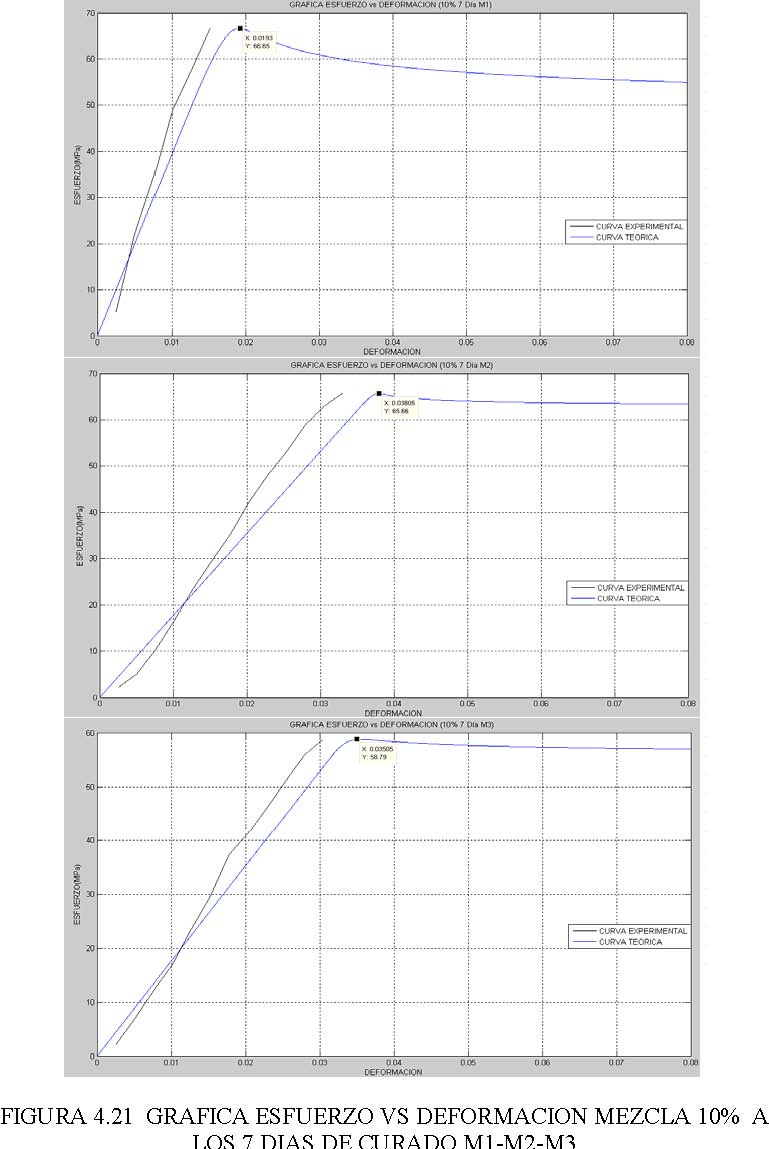 GRAFICA ESFUERZO vs DEFORMACION (10% 7 Dia M1)
70
60
50
40
30
20
10
0
ESFUERZO(MPa)
X: 0.0193
Y: 66.65
CURVA EXPERIMENTAL
CURVA TEORICA
0 0.01 0.02 0.03 0.04 0.05 0.06 0.07 0.08
DEFORMACION
GRAFICA ESFUERZO vs DEFORMACION (10% 7 Dia M2)
70
60
50
40
30
20
10
0
ESFUERZO(MPa)
X: 0.03805
Y: 65.66
CURVA EXPERIMENTAL
CURVA TEORICA
0 0.01 0.02 0.03 0.04 0.05 0.06 0.07 0.08
DEFORMACION
GRAFICA ESFUERZO vs DEFORMACION (10% 7 Dia M3)
60
50
40
30
20
10
0
ESFUERZO(MPa)
X: 0.03505
Y: 58.79
CURVA EXPERIMENTAL
CURVA TEORICA
0 0.01 0.02 0.03 0.04 0.05 0.06 0.07 0.08
DEFORMACION
FIGURA 4.21 GRAFICA ESFUERZO VS DEFORMACION MEZCLA 10% A
LOS 7 DIAS DE CURADO M1-M2-M3